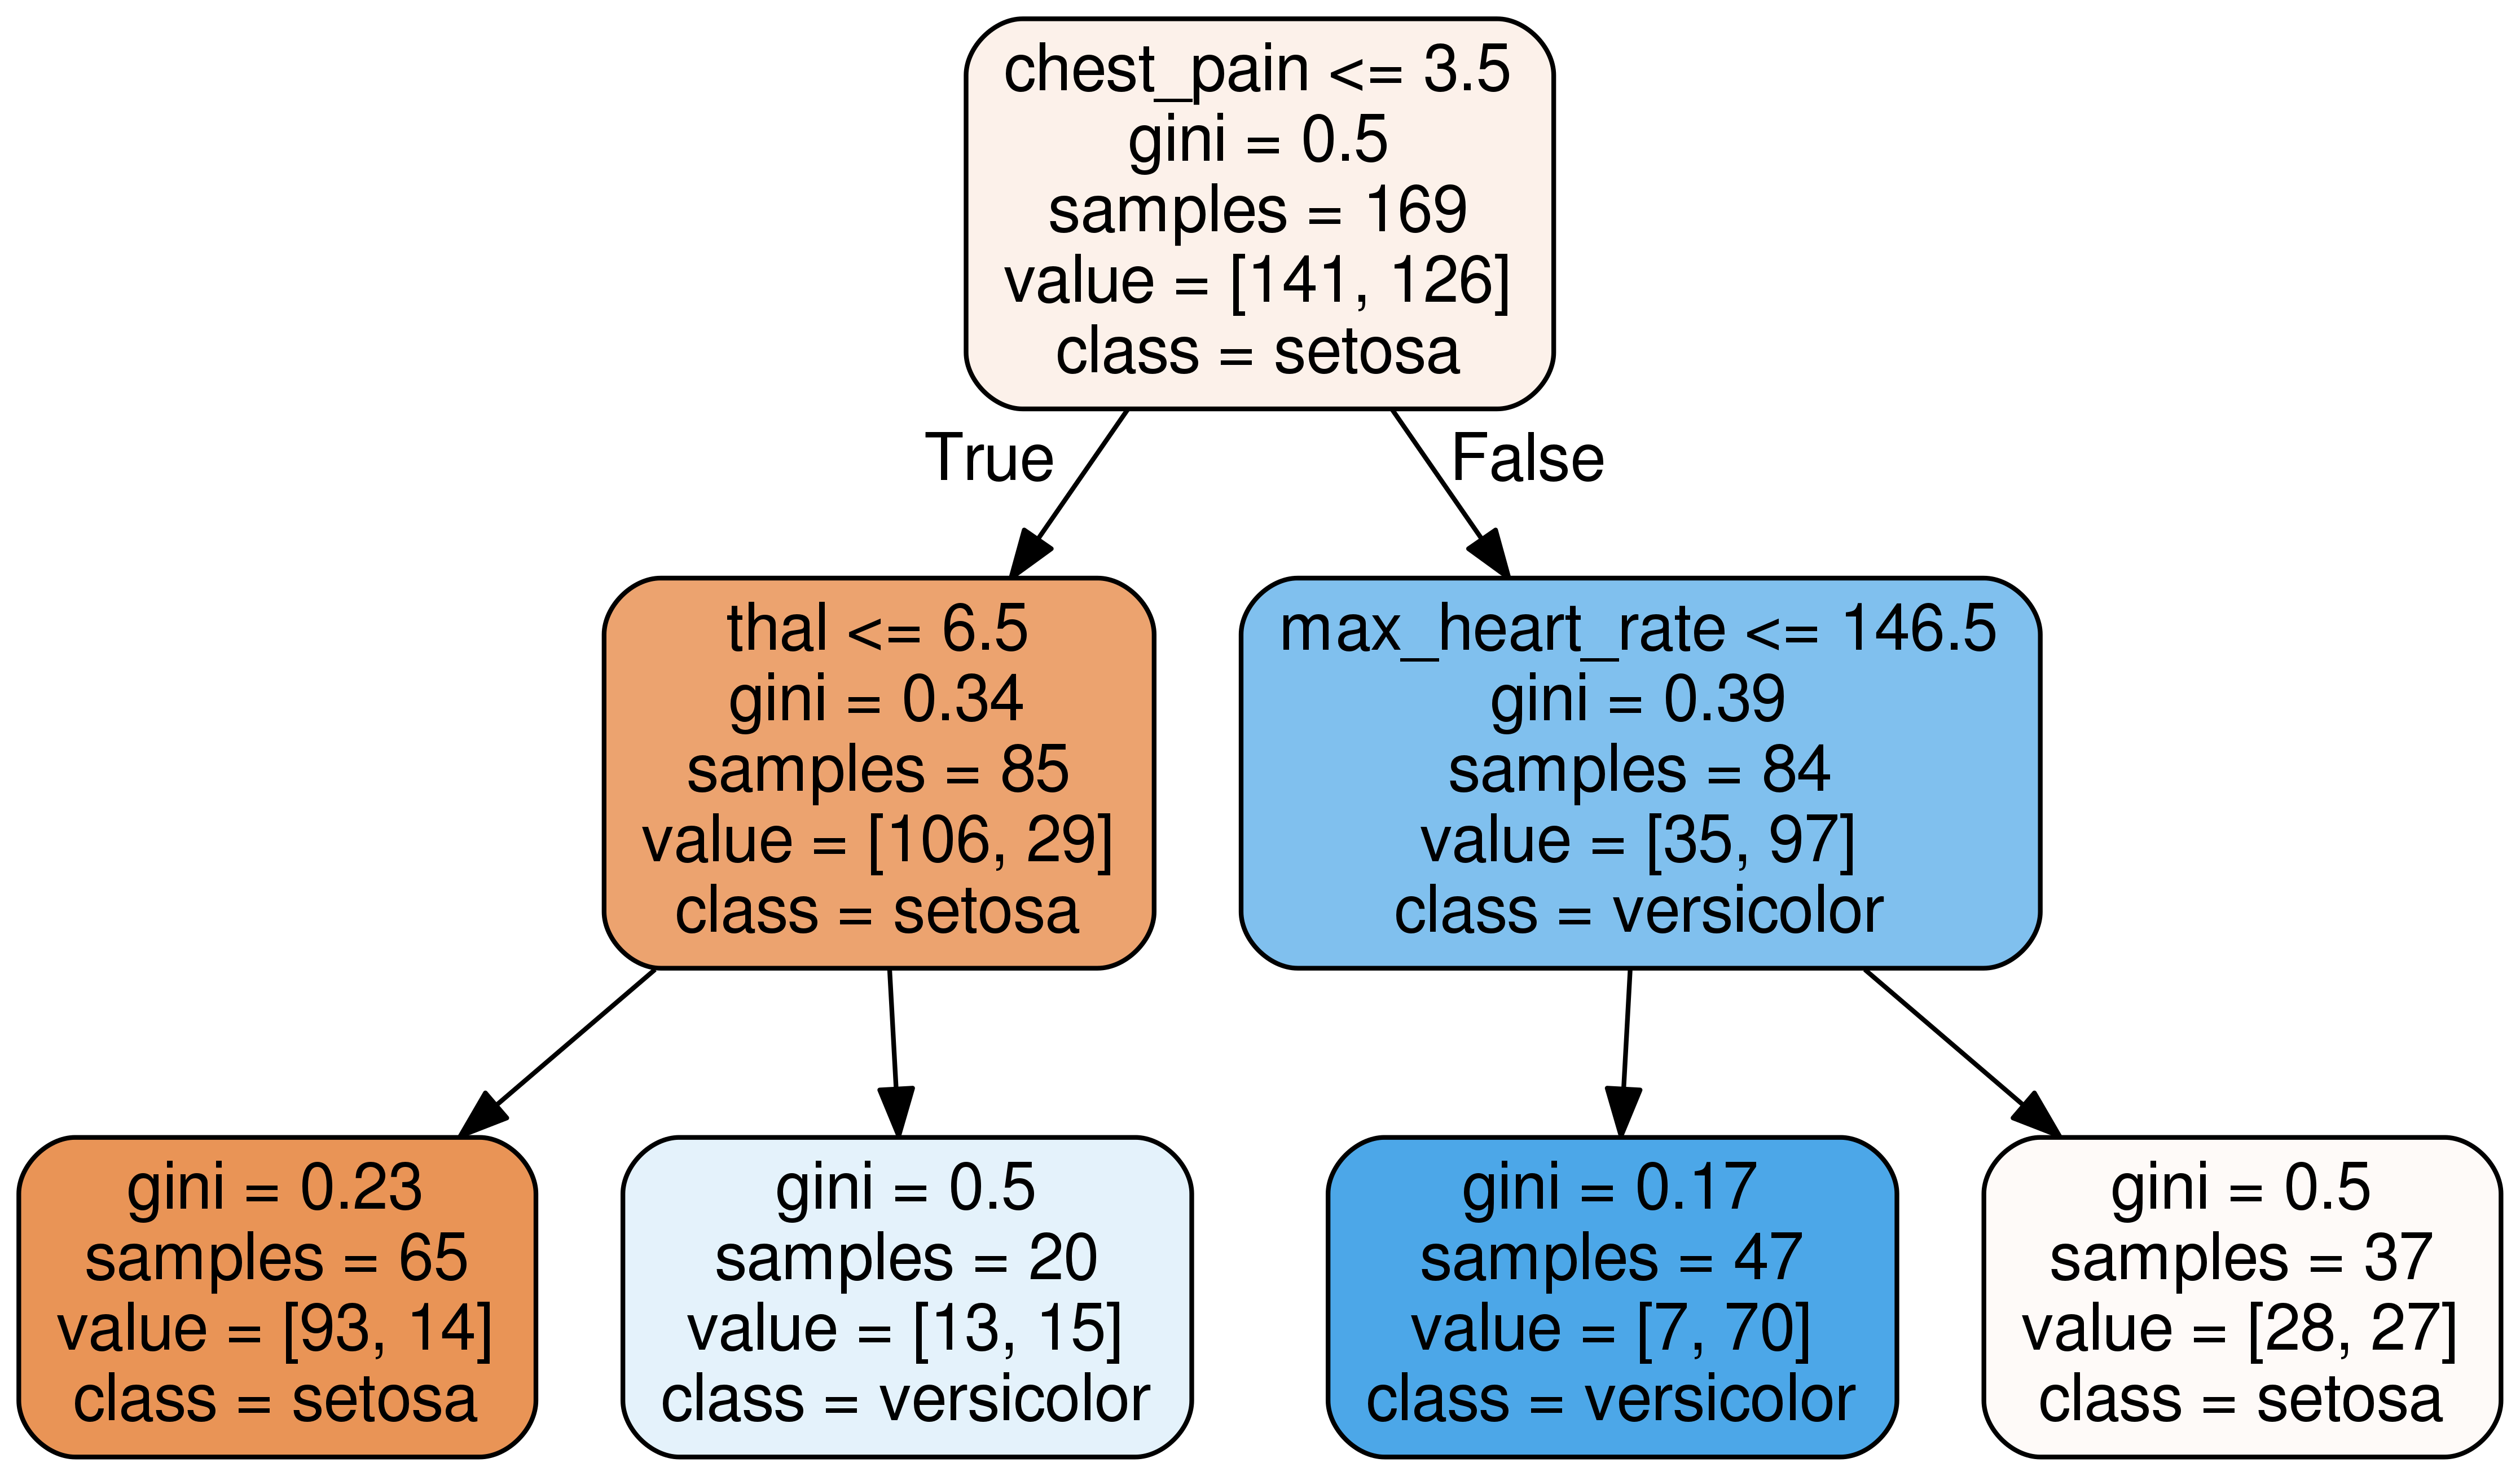 chest_pain <= 3.5
gini = 0.5
samples = 169
value = [141, 126]
class = setosa
True
False
thal <= 6.5
gini = 0.34
samples = 85
value = [106, 29]
class = setosa
max_heart_rate <= 146.5
gini = 0.39
samples = 84
value = [35, 97]
class = versicolor
gini = 0.23
samples = 65
value = [93, 14]
class = setosa
gini = 0.5
samples = 20
value = [13, 15]
class = versicolor
gini = 0.17
samples = 47
value = [7, 70]
class = versicolor
gini = 0.5
samples = 37
value = [28, 27]
class = setosa